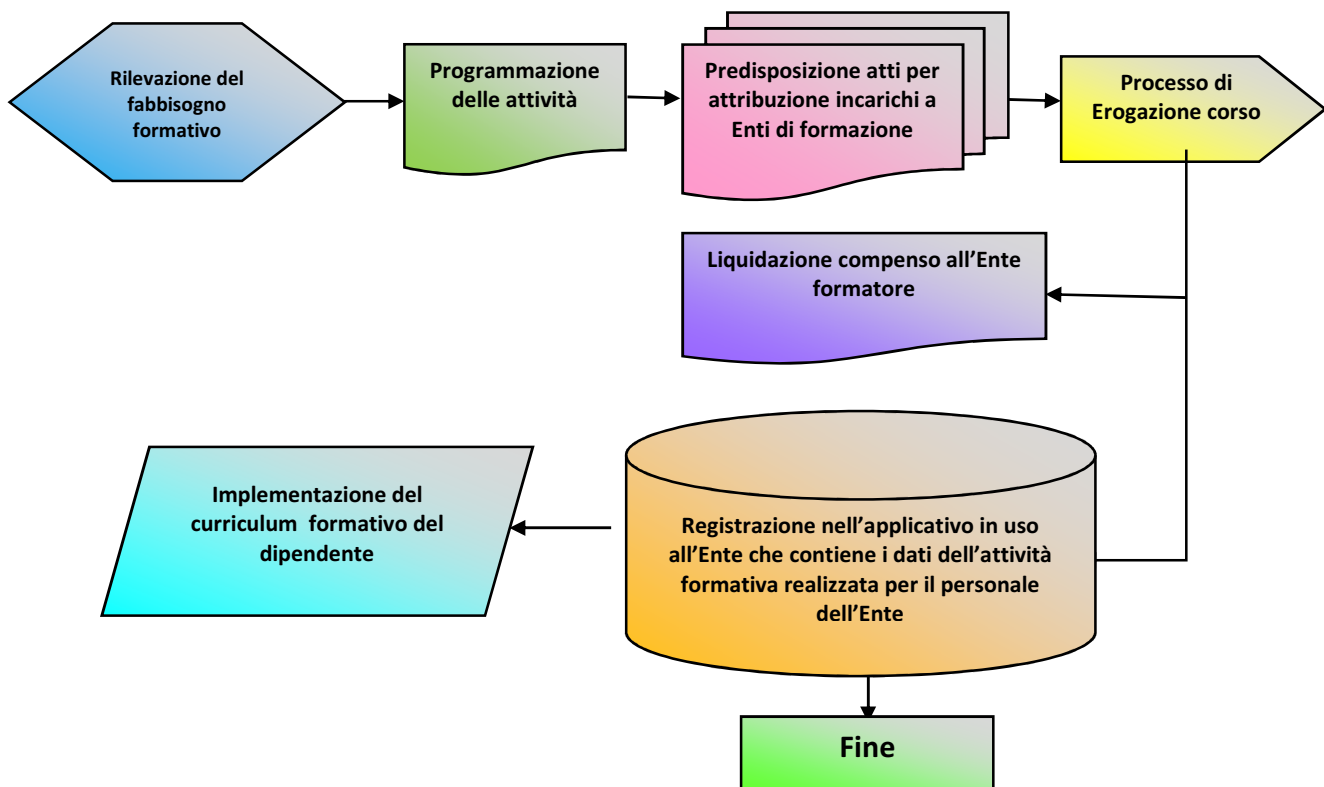 Rilevazione del
fabbisogno
formativo
Programmazione
delle attività
Predisposizione atti per
attribuzione incarichi a
Enti di formazione
Processo di
Erogazione corso
Liquidazione compenso all’Ente
formatore
Implementazione del
curriculum formativo del
dipendente
Registrazione nell’applicativo in uso
all’Ente che contiene i dati dell’attività
formativa realizzata per il personale
dell’Ente
Fine